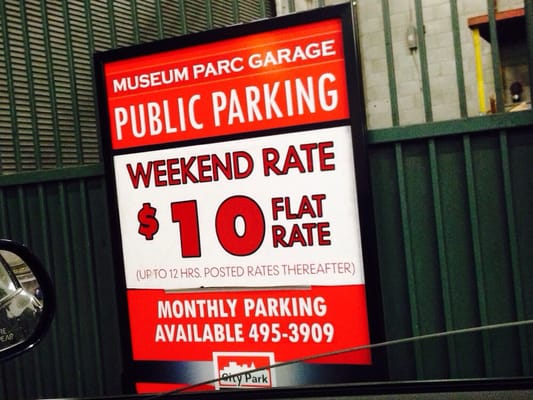 MUSEUM PARC GARAGE
PUBLIC PARKING
WEEKEND RATE
$10 FLAT RATE
(UP TO 12 HRS. POSTED RATES THEREAFTER)
MONTHLY PARKING
AVAILABLE 495-3909
City Park